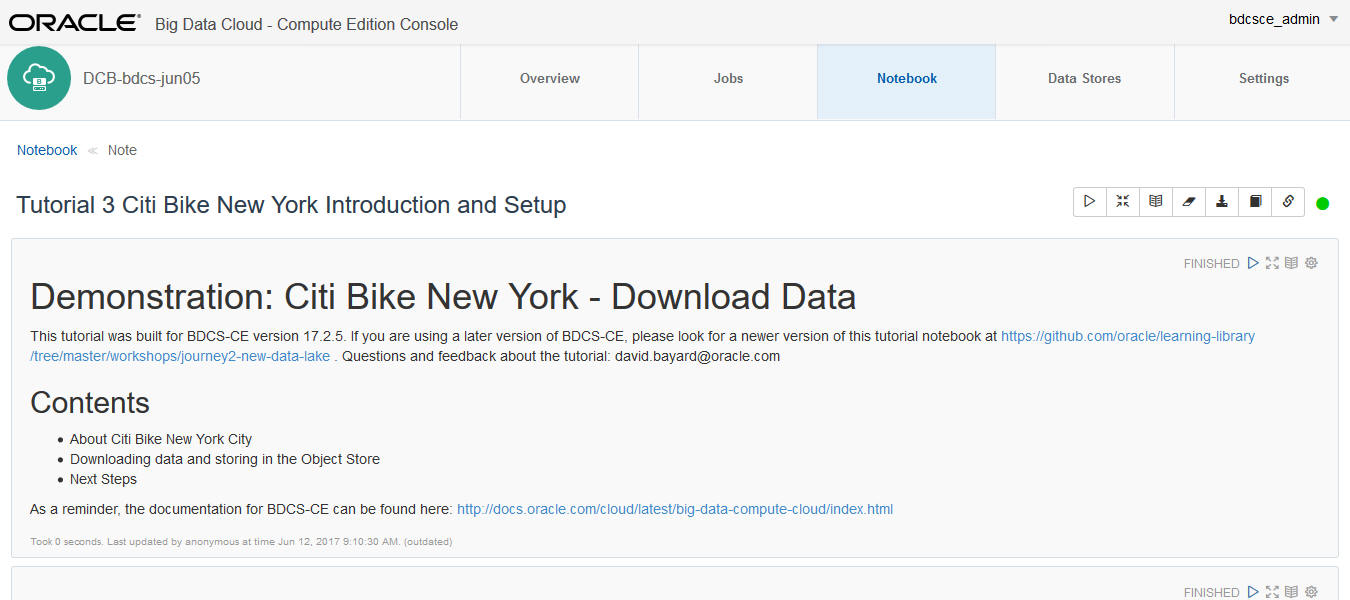 ORACLE Big Data Cloud - Compute Edition Console
bdcsce_admin
DCB-bdcs-jun05
Overview
Jobs
Notebook
Data Stores
Settings
Notebook ≪ Note
Tutorial 3 Citi Bike New York Introduction and Setup
FINISHED
Demonstration: Citi Bike New York - Download Data
This tutorial was built for BDCS-CE version 17.2.5. If you are using a later version of BDCS-CE, please look for a newer version of this tutorial notebook at https://github.com/oracle/learning-library
/tree/master/workshops/journey2-new-data-lake . Questions and feedback about the tutorial: david.bayard@oracle.com
Contents
• About Citi Bike New York City
• Downloading data and storing in the Object Store
• Next Steps
As a reminder, the documentation for BDCS-CE can be found here: http://docs.oracle.com/cloud/latest/big-data-compute-cloud/index.html
Took 0 seconds. Last updated by anonymous at time Jun 12, 2017 9:10:30 AM. (outdated)
FINISHED